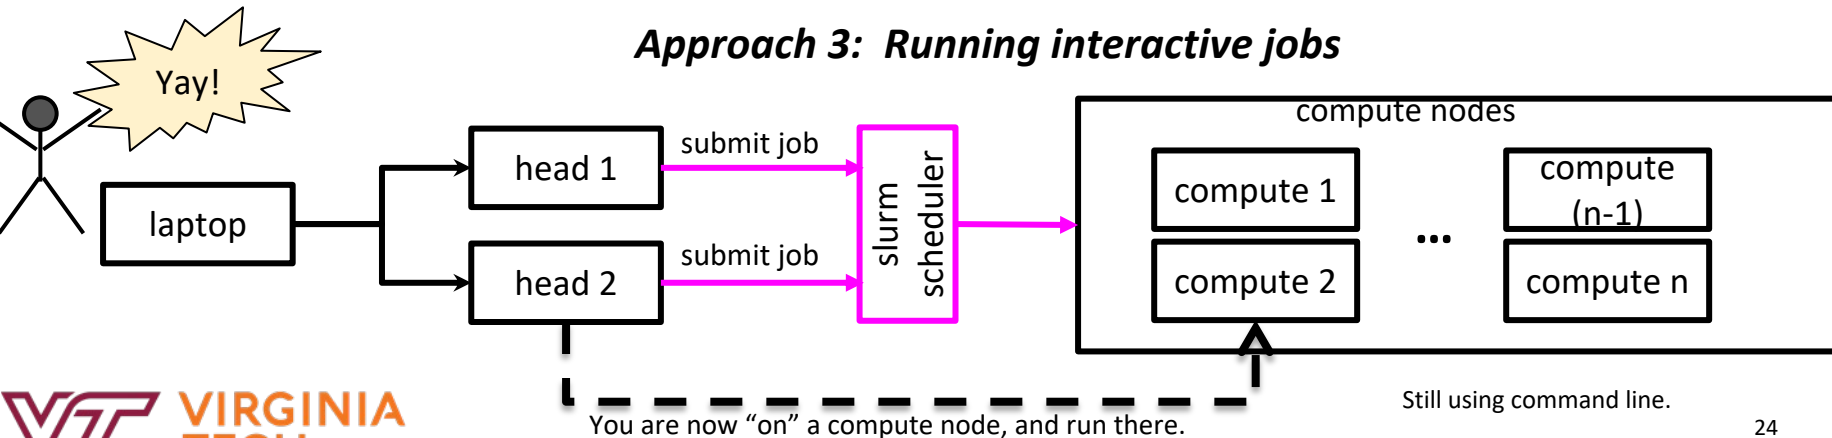 Approach 3: Running interactive jobs
Yay!
laptop
head 1
head 2
submit job
submit job
slurm
scheduler
compute nodes
compute 1
compute 2
...
compute
(n-1)
compute n
You are now “on” a compute node, and run there.
Still using command line.
VT VIRGINIA
TECH
24